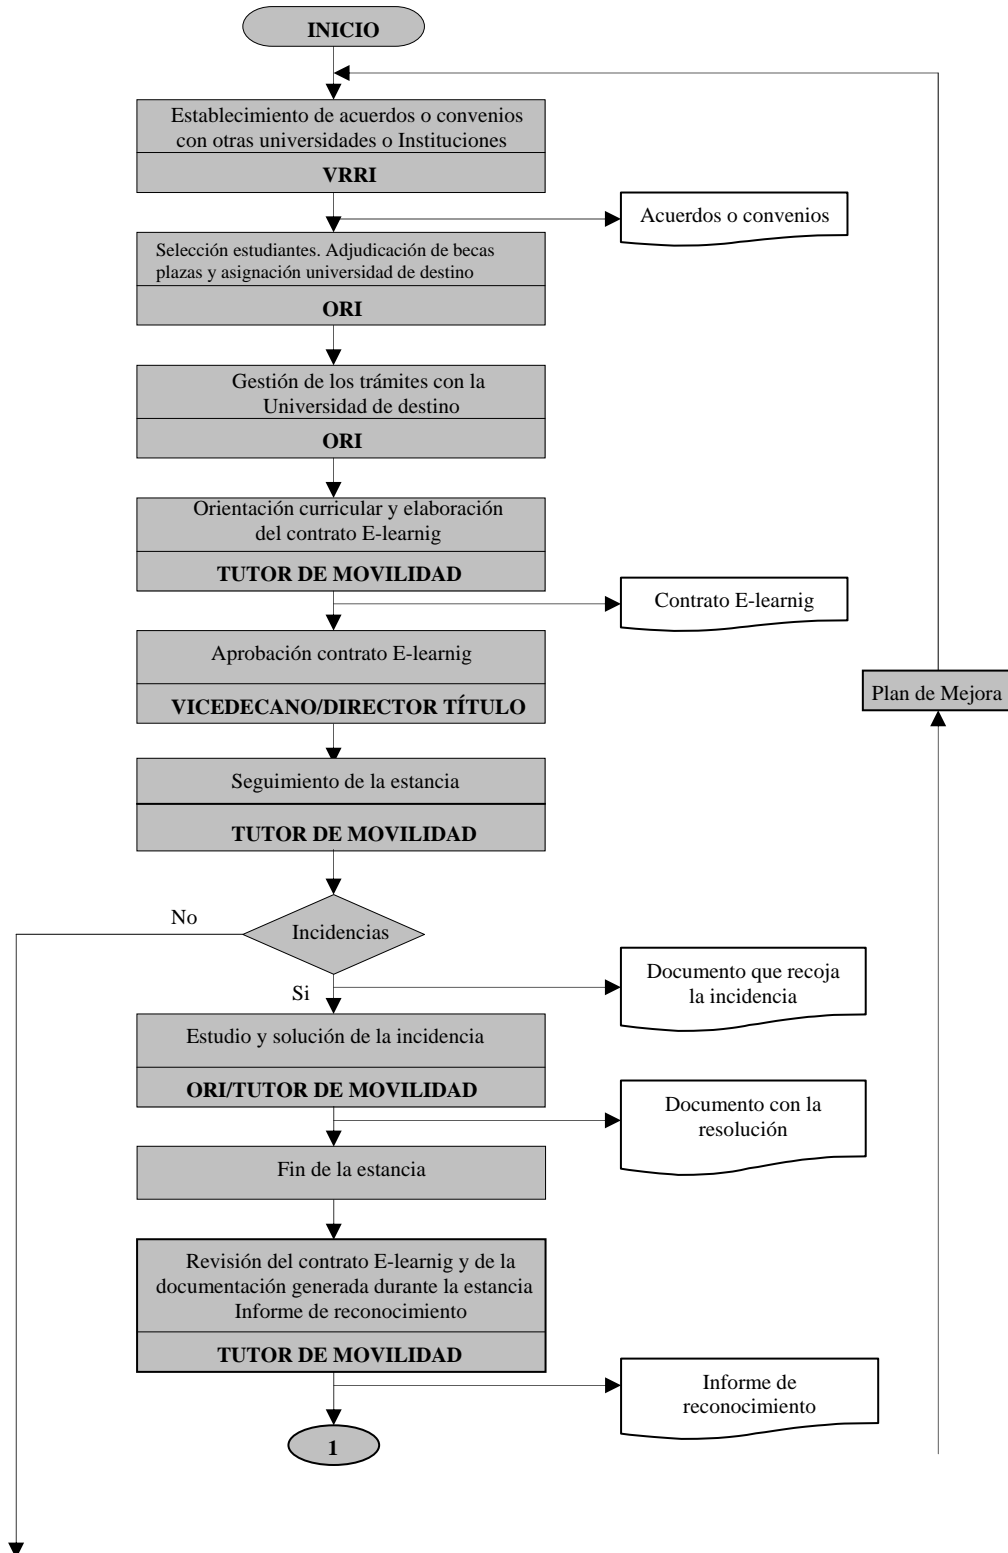 INICIO
Establecimiento de acuerdos o convenios
con otras universidades o Instituciones
VRRI
Acuerdos o convenios
Selección estudiantes. Adjudicación de becas
plazas y asignación universidad de destino
ORI
Gestión de los trámites con la
Universidad de destino
ORI
Orientación curricular y elaboración
del contrato E-learnig
TUTOR DE MOVILIDAD
Contrato E-learnig
Aprobación contrato E-learnig
VICEDECANO/DIRECTOR TÍTULO
Plan de Mejora
Seguimiento de la estancia
TUTOR DE MOVILIDAD
No
Incidencias
Si
Documento que recoja
la incidencia
Estudio y solución de la incidencia
ORI/TUTOR DE MOVILIDAD
Documento con la
resolución
Fin de la estancia
Revisión del contrato E-learnig y de la
documentación generada durante la estancia
Informe de reconocimiento
TUTOR DE MOVILIDAD
Informe de
reconocimiento
1